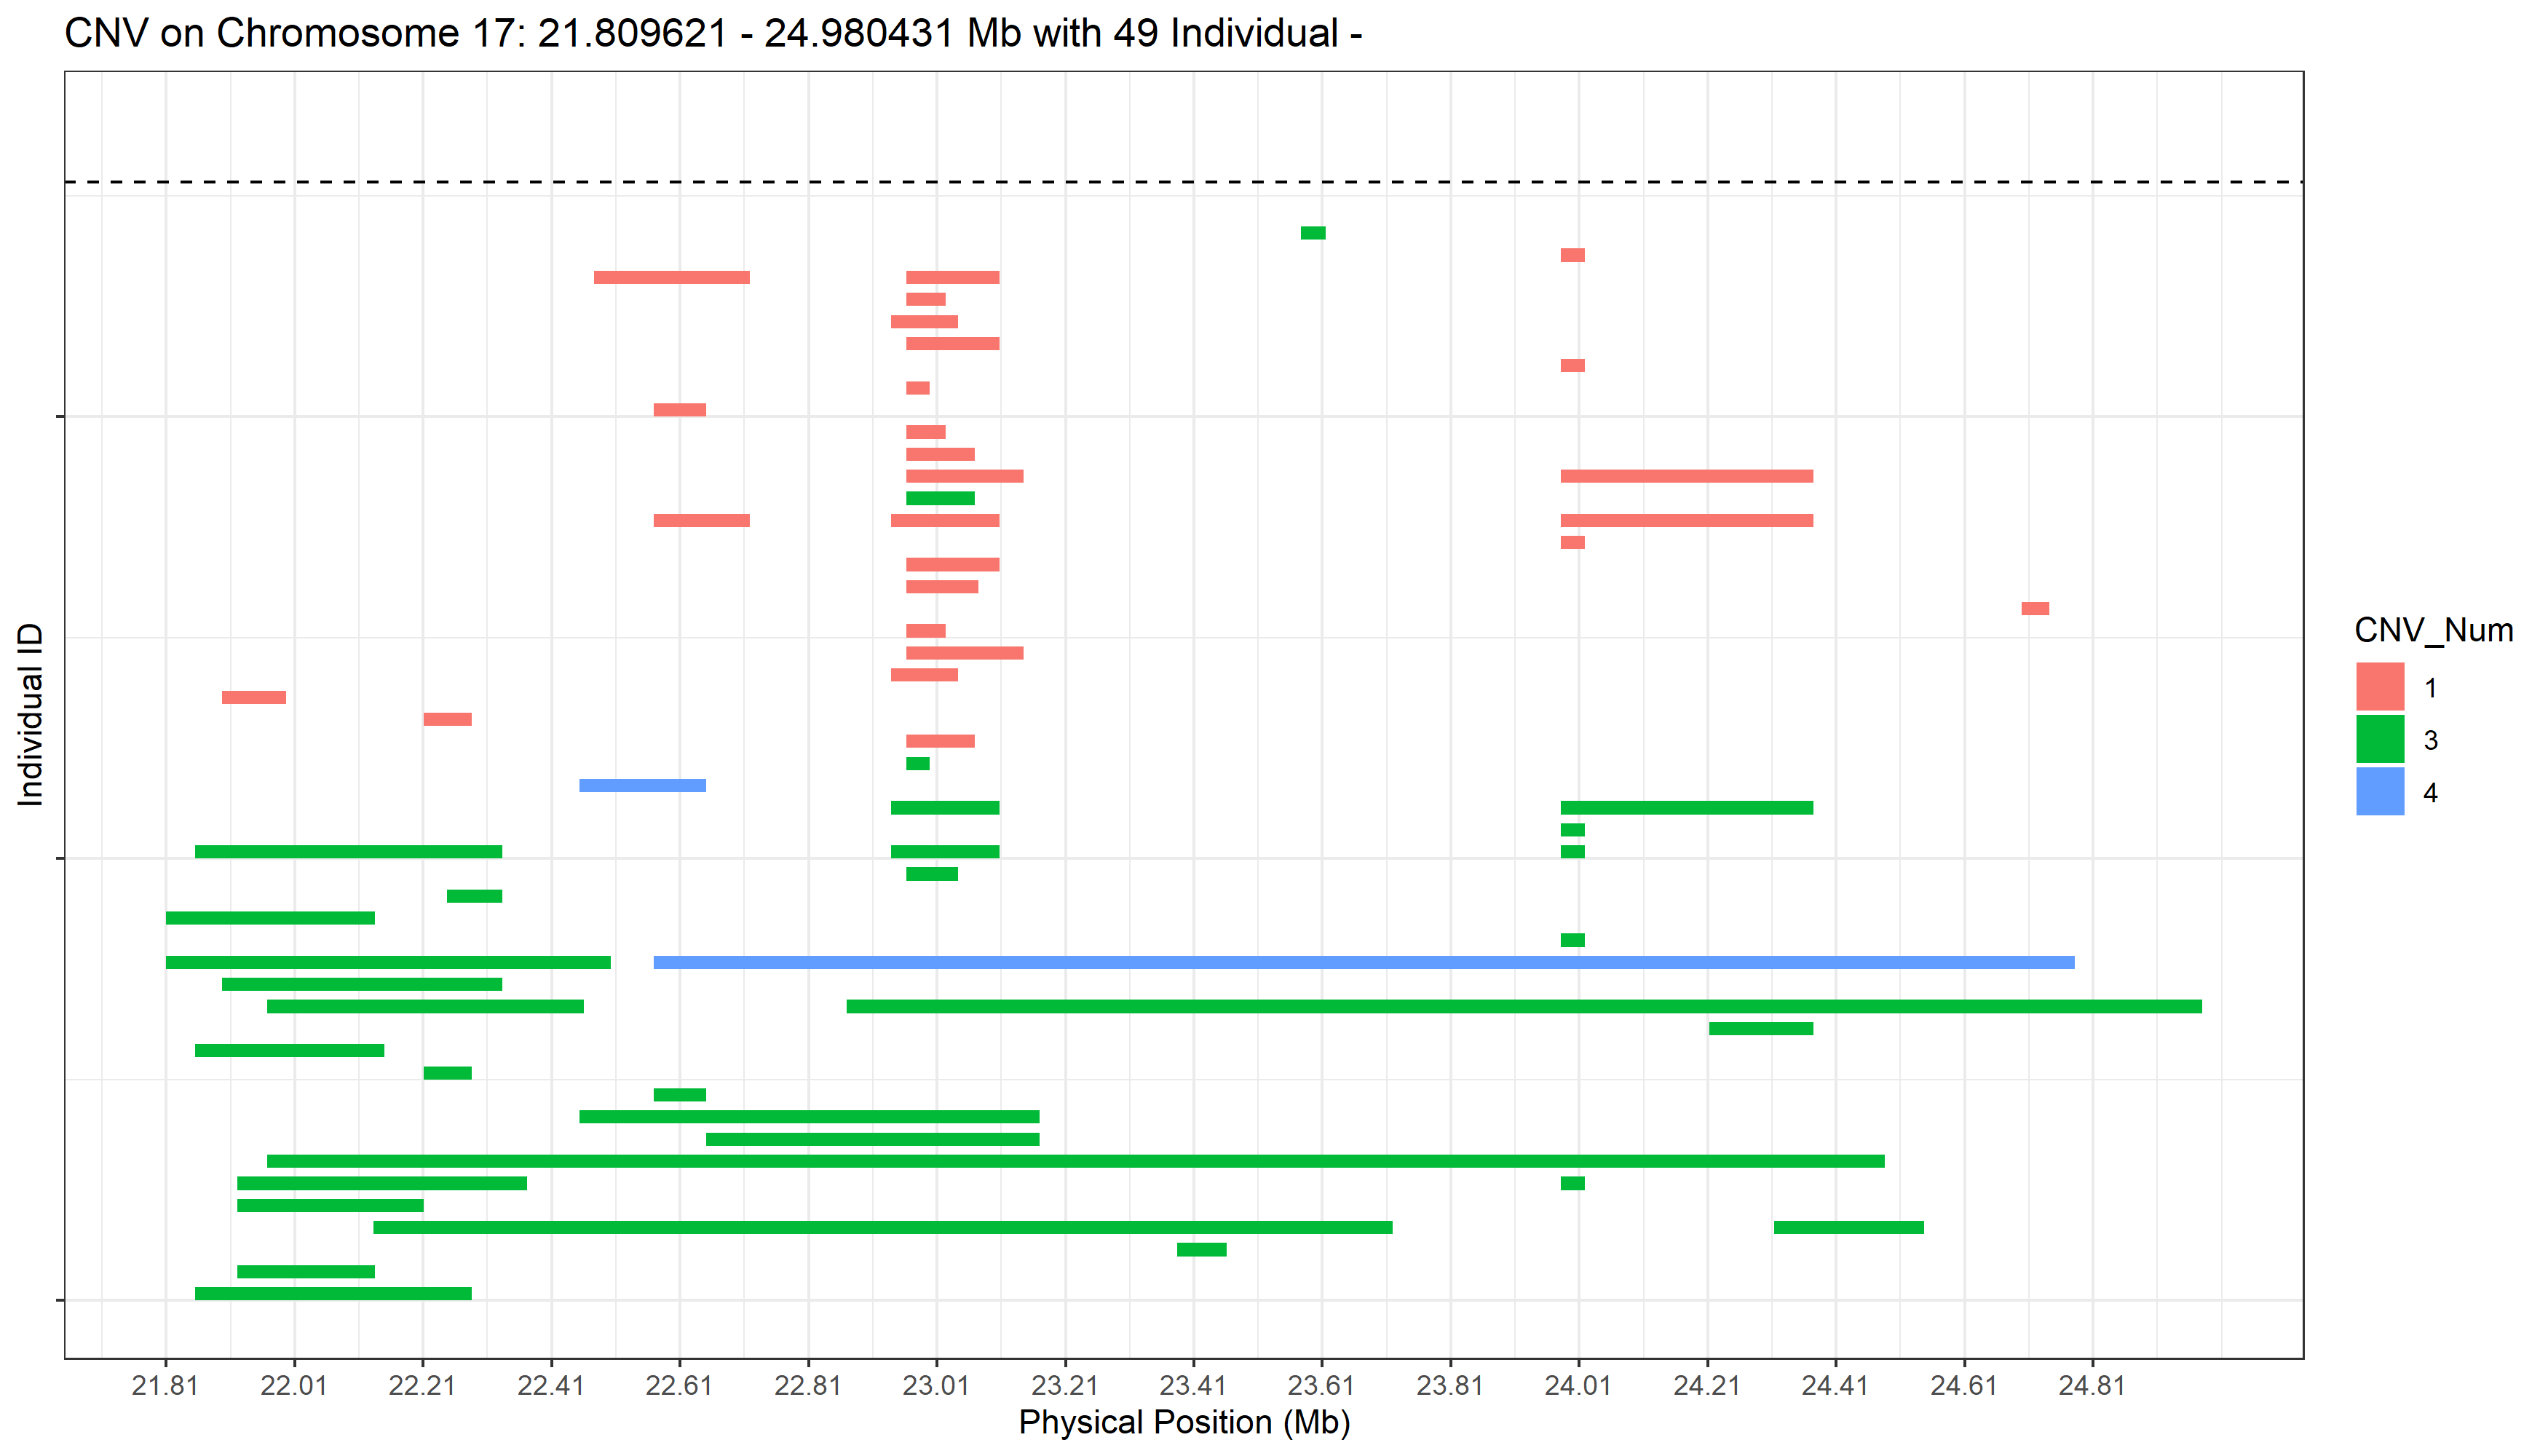 CNV on Chromosome 17: 21.809621 - 24.980431 Mb with 49 Individual -
Individual ID
CNV_Num
1
3
4
21.81 22.01 22.21 22.41 22.61 22.81 23.01 23.21 23.41 23.61 23.81 24.01 24.21 24.41 24.61 24.81
Physical Position (Mb)